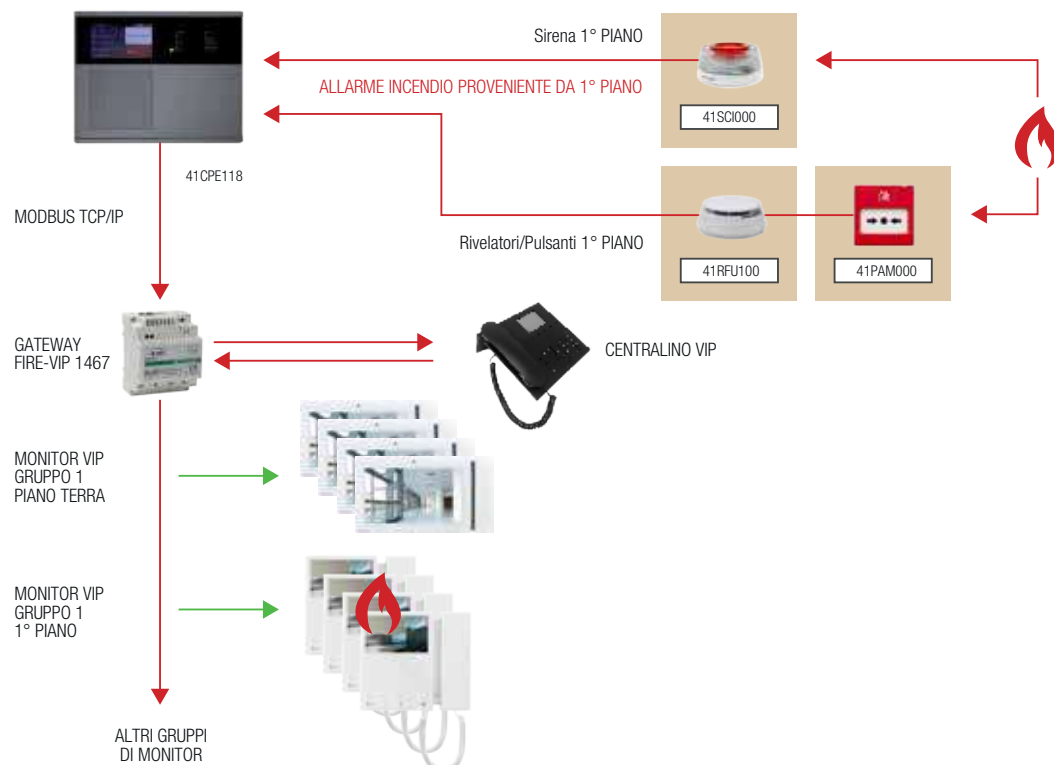 Sirena 1° PIANO
ALLARME INCENDIO PROVENIENTE DA 1° PIANO
41SCI000
41CPE118
MODBUS TCP/IP
Rivelatori/Pulsanti 1° PIANO
41RFU100
41PAM000
GATEWAY
FIRE-VIP 1467
CENTRALINO VIP
MONITOR VIP
GRUPPO 1
PIANO TERRA
MONITOR VIP
GRUPPO 1
1° PIANO
ALTRI GRUPPI
DI MONITOR